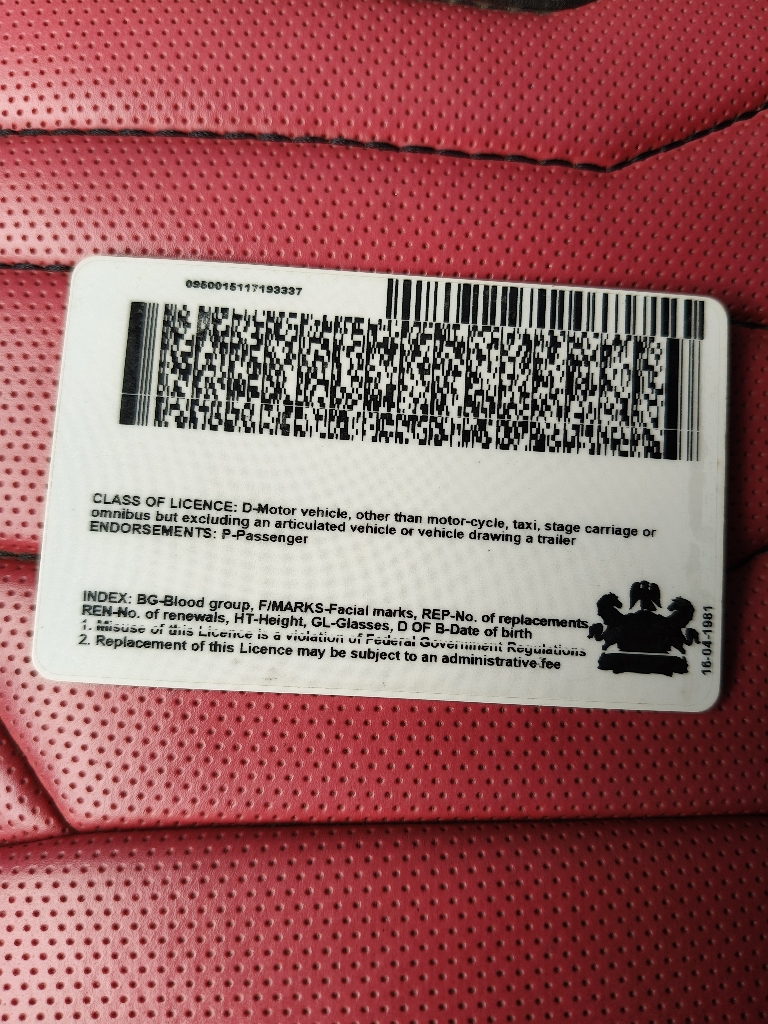 0950015117193337
CLASS OF LICENCE: D-Motor vehicle, other than motor-cycle, taxi, stage carriage or
omnibus but excluding an articulated vehicle or vehicle drawing a trailer
ENDORSEMENTS: P-Passenger
INDEX: BG-Blood group, F/MARKS-Facial marks, REP-No. of replacements,
REN-No. of renewals, HT-Height, GL-Glasses, D OF B-Date of birth
1. Misuse of this Licence is a violation of Federal Government Regulations
2. Replacement of this Licence may be subject to an administrative fee
16-04-1981